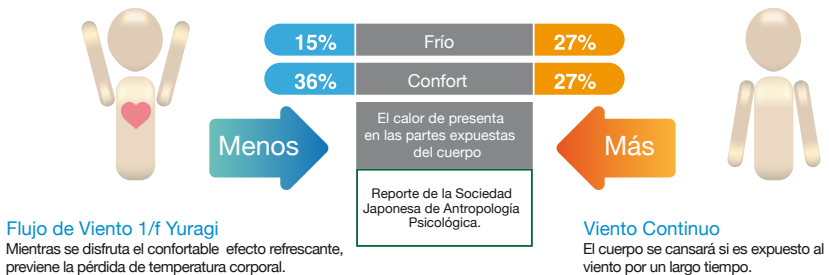 15% Frío 27%
36% Confort 27%
El calor de presenta
en las partes expuestas
del cuerpo
Menos
Más
Reporte de la Sociedad
Japonesa de Antropología
Psicológica.
Flujo de Viento 1/f Yuragi
Mientras se disfruta el confortable efecto refrescante,
previene la pérdida de temperatura corporal.
Viento Continuo
El cuerpo se cansará si es expuesto al
viento por un largo tiempo.